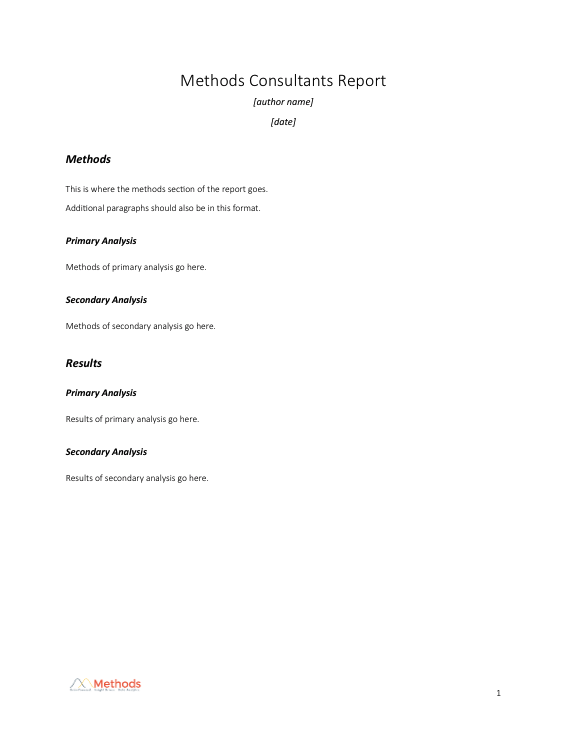 Methods Consultants Report
[author name]
[date]
Methods
This is where the methods section of the report goes.
Additional paragraphs should also be in this format.
Primary Analysis
Methods of primary analysis go here.
Secondary Analysis
Methods of secondary analysis go here.
Results
Primary Analysis
Results of primary analysis go here.
Secondary Analysis
Results of secondary analysis go here.
Methods
1